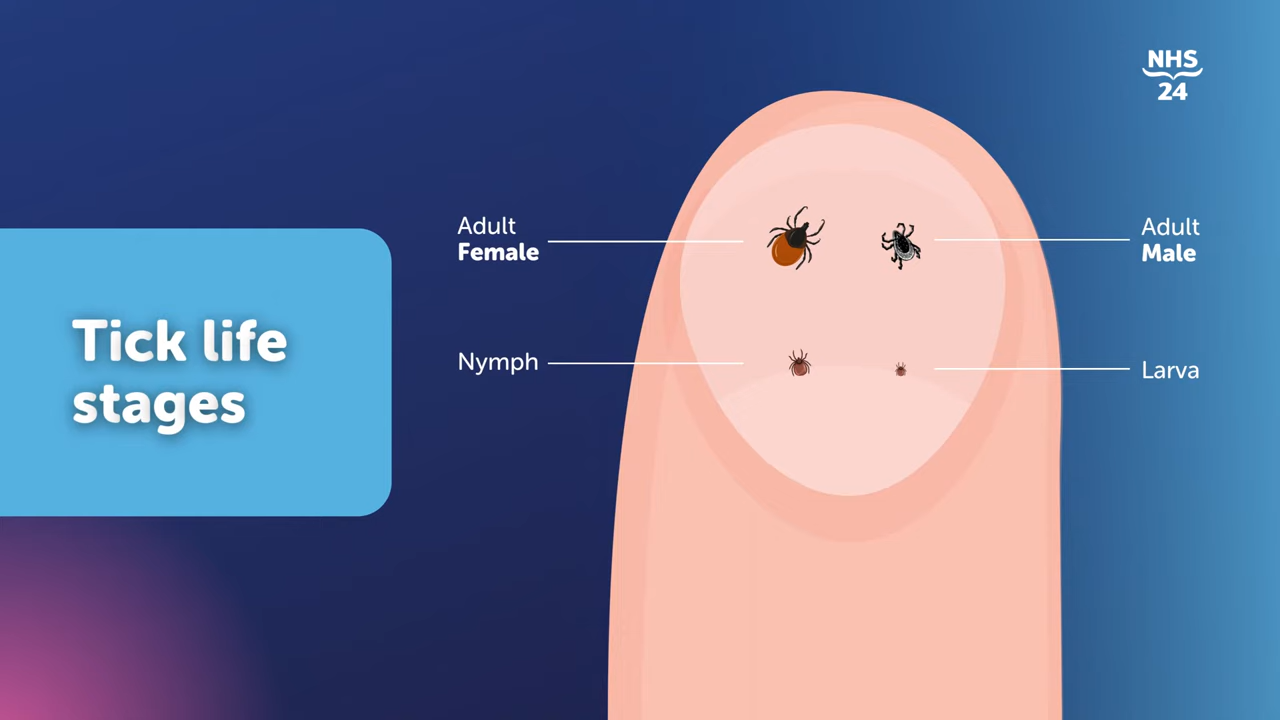 NHS
24
Tick life
stages
Adult
Female
Adult
Male
Nymph
Larva